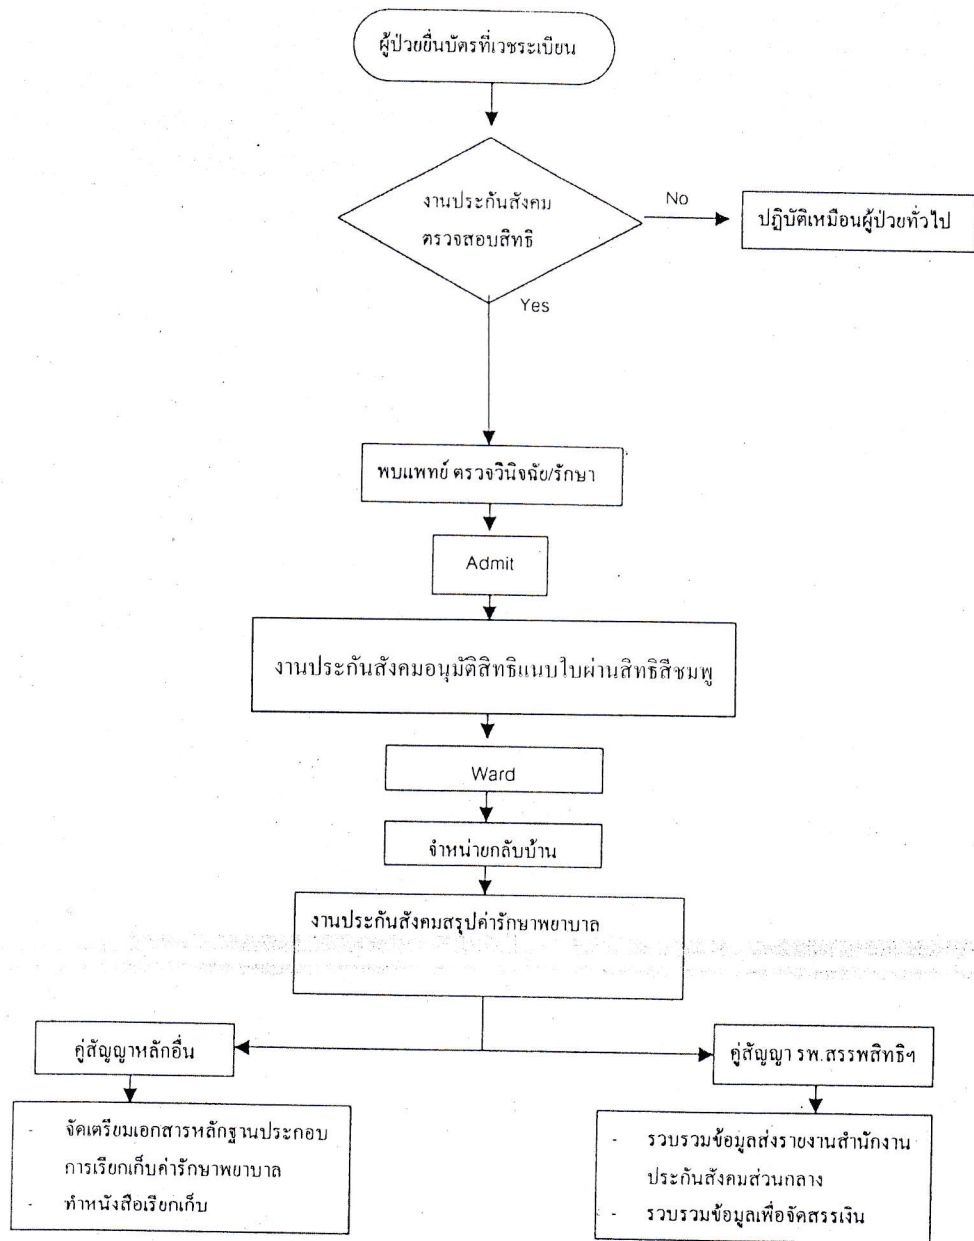 ผู้ป่วยยื่นบัตรที่เวชระเบียน
งานประกันสังคม
ตรวจสอบสิทธิ
No
ปฏิบัติเหมือนผู้ป่วยทั่วไป
Yes
พบแพทย์ ตรวจวินิจฉัย/รักษา
Admit
งานประกันสังคมอนุมัติสิทธิแนบใบผ่านสิทธิสีชมพู
Ward
จำหน่ายกลับบ้าน
งานประกันสังคมสรุปค่ารักษาพยาบาล
คู่สัญญาหลักอื่น
- จัดเตรียมเอกสารหลักฐานประกอบ
การเรียกเก็บค่ารักษาพยาบาล
- ทำหนังสือเรียกเก็บ
คู่สัญญา รพ.สรรพสิทธิฯ
- รวบรวมข้อมูลส่งรายงานสำนักงาน
ประกันสังคมส่วนกลาง
- รวบรวมข้อมูลเพื่อจัดสรรเงิน